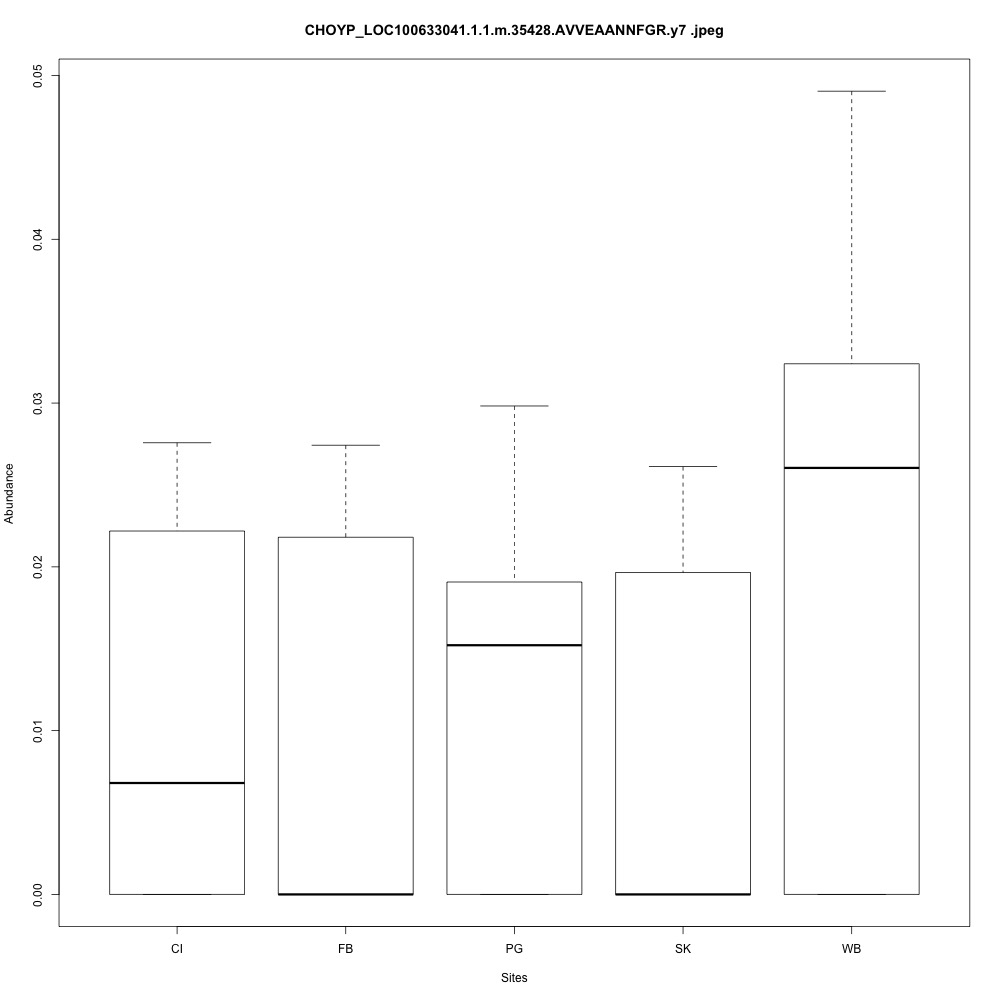 CHOYP_LOC100633041.1.1.m.35428.AVVEAANNFGR.y7 .jpeg
0.05
0.04
0.03
0.02
0.01
0.00
Abundance
CI FB PG SK WB
Sites